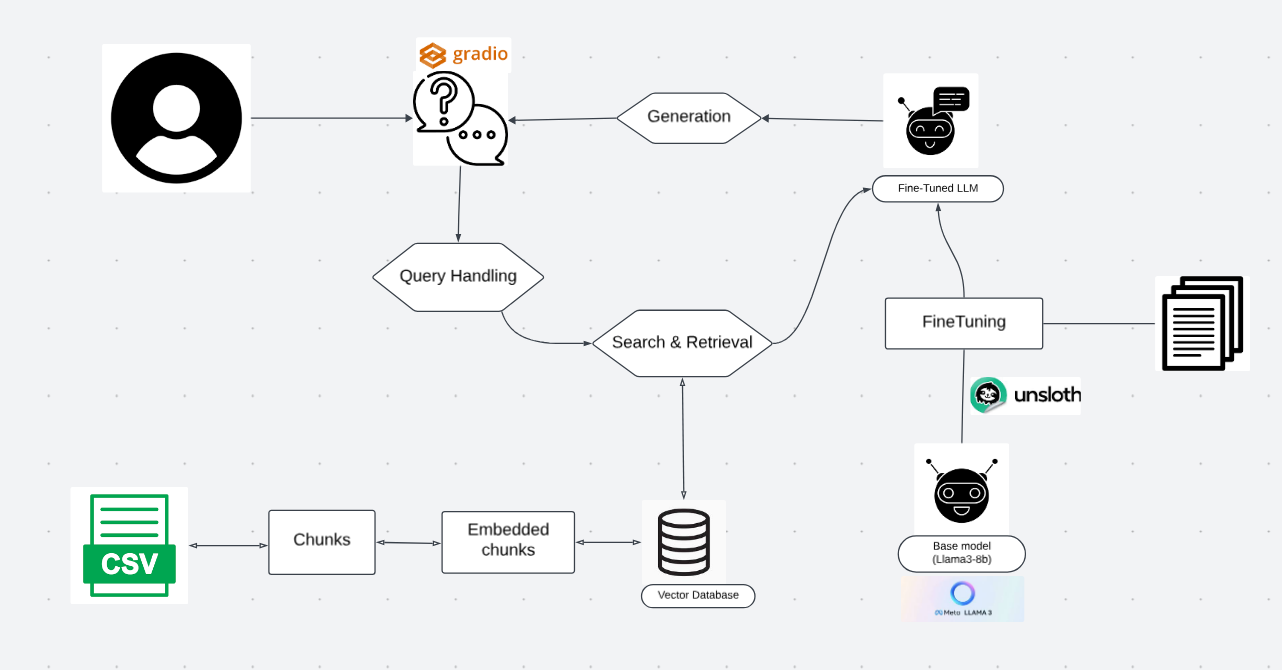 gradio
?
Generation
Fine-Tuned LLM
Query Handling
Search & Retrieval
FineTuning
unsloth
CSV
Chunks
Embedded
chunks
Vector Database
Base model
(Llama3-8b)
Meta LLAMA 3